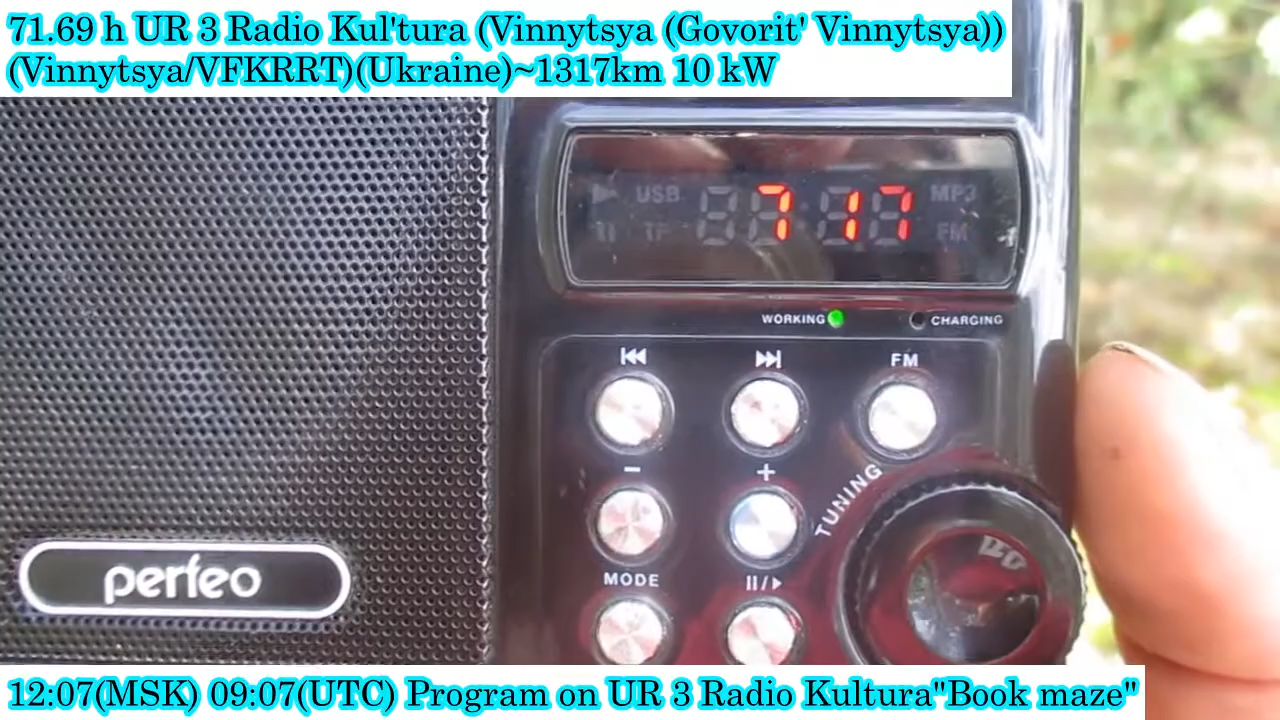 71.69 h UR 3 Radio Kul'tura (Vinnytsya (Govorit' Vinnytsya))
(Vinnytsya/VFKRRT)(Ukraine)~1317km 10 kW
USB
7 17
MP3
TF
FM
WORKING
CHARGING
FM
−
+
TUNING
perfeo
MODE
12:07(MSK) 09:07(UTC) Program on UR 3 Radio Kultura"Book maze"